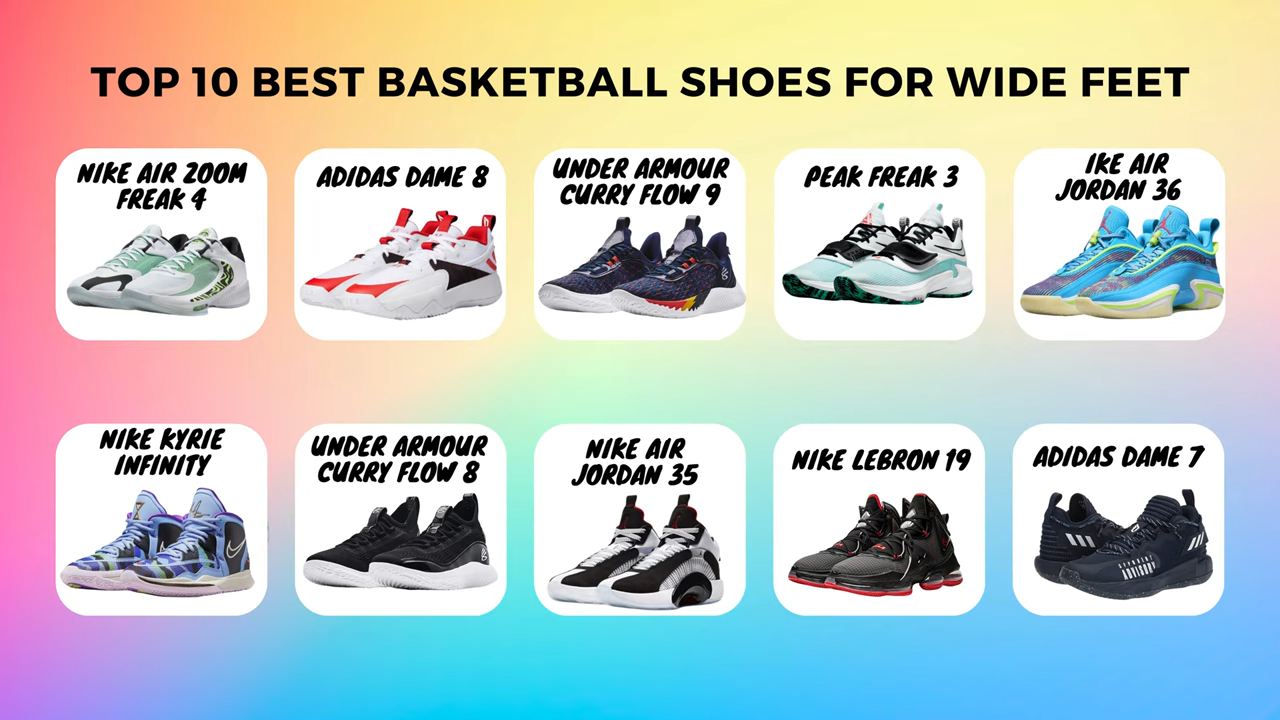 TOP 10 BEST BASKETBALL SHOES FOR WIDE FEET
NIKE AIR ZOOM
FREAK 4
ADIDAS DAME 8
UNDER ARMOUR
CURRY FLOW 9
PEAK FREAK 3
IKE AIR
JORDAN 36
NIKE KYRIE
INFINITY
UNDER ARMOUR
CURRY FLOW 8
NIKE AIR
JORDAN 35
NIKE LEBRON 19
ADIDAS DAME 7